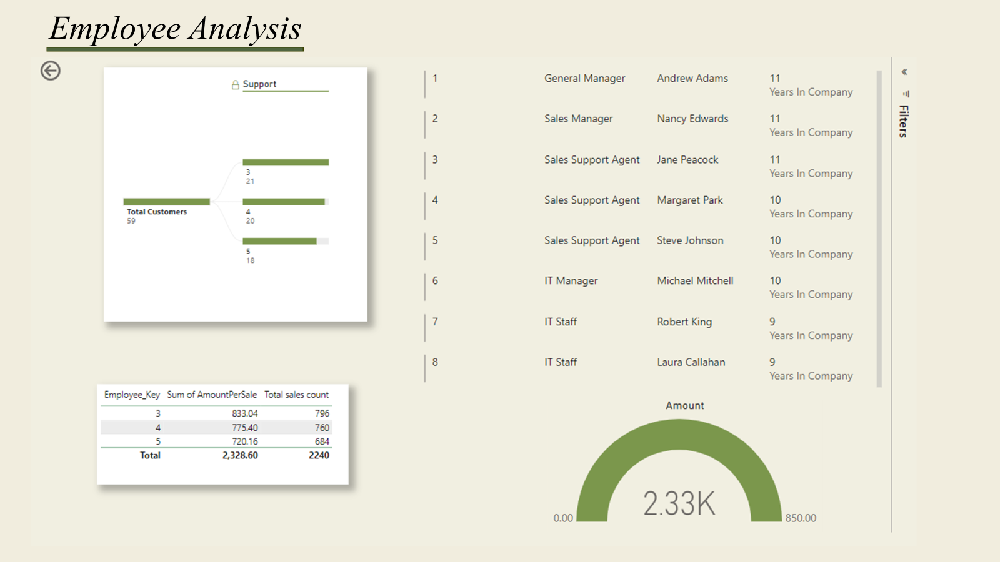 Employee Analysis
Support
3
21
Total Customers
59
4
20
5
18
1 General Manager Andrew Adams 11
Years In Company
2 Sales Manager Nancy Edwards 11
Years In Company
3 Sales Support Agent Jane Peacock 11
Years In Company
4 Sales Support Agent Margaret Park 10
Years In Company
5 Sales Support Agent Steve Johnson 10
Years In Company
6 IT Manager Michael Mitchell 10
Years In Company
7 IT Staff Robert King 9
Years In Company
8 IT Staff Laura Callahan 9
Years In Company
Filters
Employee_Key Sum of AmountPerSale Total sales count
3 833.04 796
4 775.40 760
5 720.16 684
Total 2,328.60 2240
Amount
2.33K
0.00 850.00